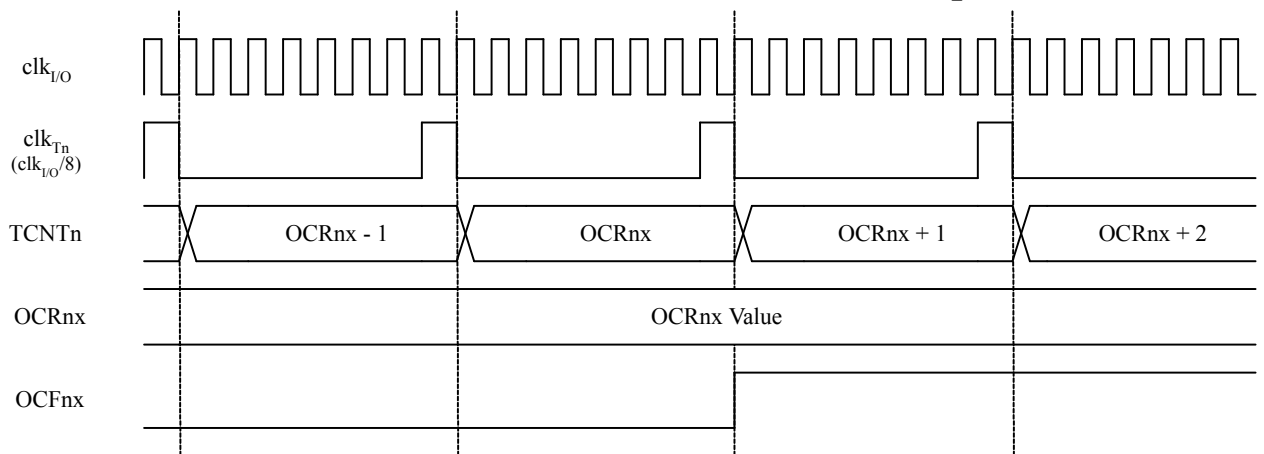 clkI/O
clkTn
(clkI/O/8)
TCNTn OCRnx - 1 OCRnx OCRnx + 1 OCRnx + 2
OCRnx OCRnx Value
OCFnx